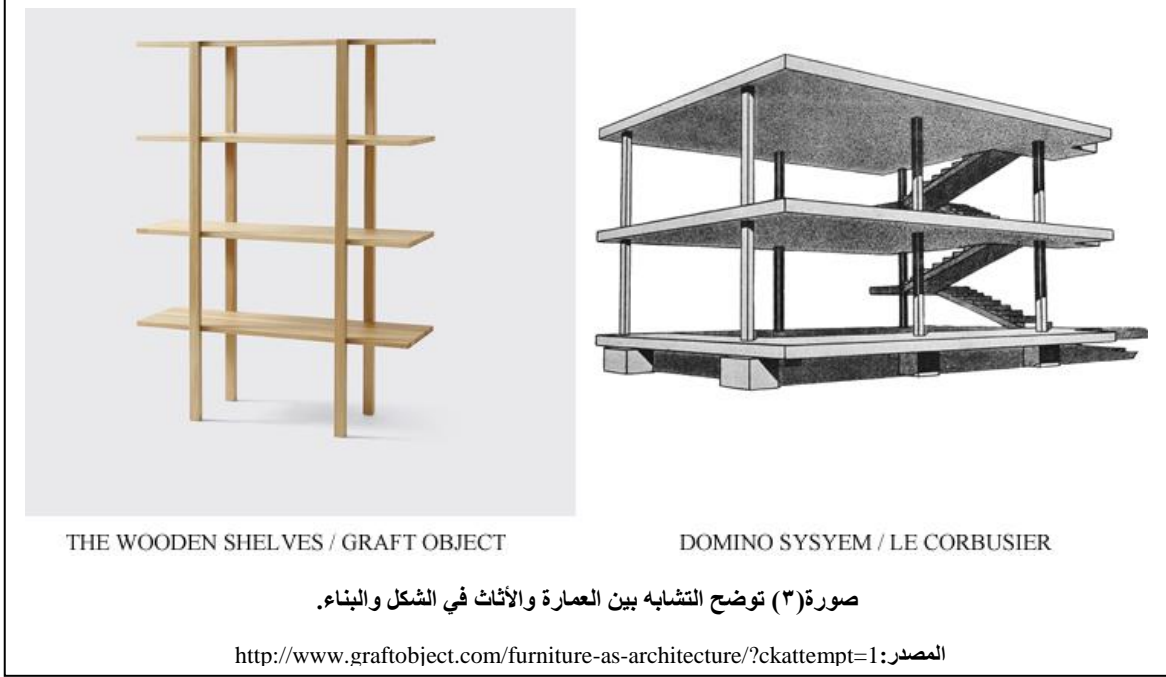 THE WOODEN SHELVES / GRAFT OBJECT
DOMINO SYSYEM / LE CORBUSIER
صورة(٣) توضح التشابه بين العمارة والأثاث في الشكل والبناء.
المصدر:http://www.graftobject.com/furniture-as-architecture/?ckattempt=1